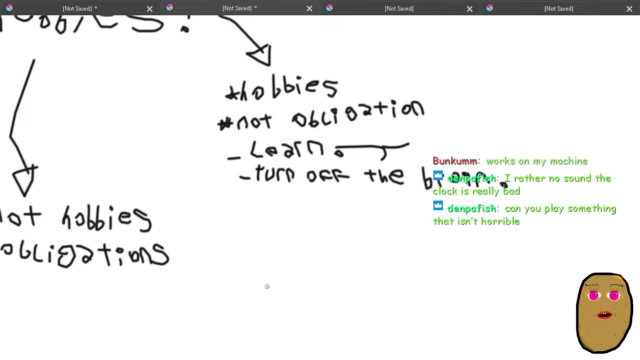 [Not Saved] *
[Not Saved] *
[Not Saved]
[Not Saved]
*hobbies
*not obligation
- Learn
- turn off the brain.
Bunkumm: works on my machine
denpafish: I rather no sound the
clock is really bad
denpafish: can you play something
that isn't horrible
not hobbies
obligations